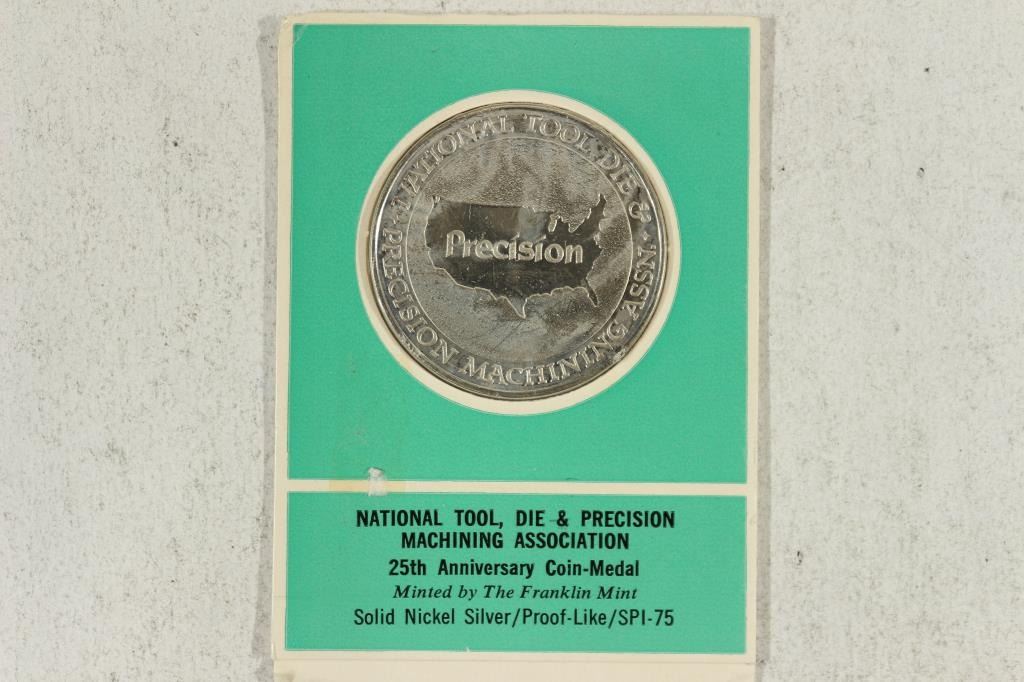 NATIONAL TOOL, DIE &
PRECISION MACHINING ASSN.
Precision
NATIONAL TOOL, DIE & PRECISION
MACHINING ASSOCIATION
25th Anniversary Coin-Medal
Minted by The Franklin Mint
Solid Nickel Silver/Proof-Like/SPI-75